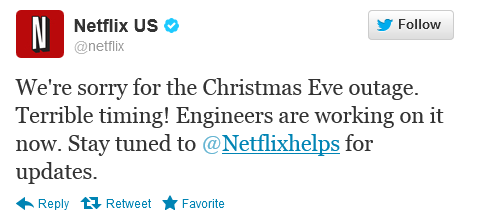 N
Netflix US
@netflix
Follow
We're sorry for the Christmas Eve outage.
Terrible timing! Engineers are working on it
now. Stay tuned to @Netflixhelps for
updates.
Reply Retweet Favorite